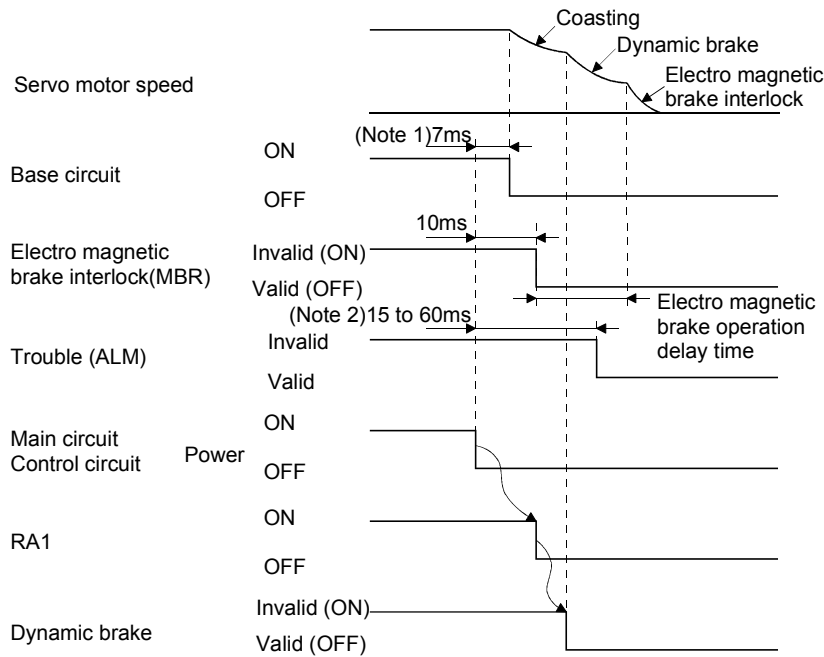 Coasting
Dynamic brake
Electro magnetic
brake interlock
Servo motor speed
(Note 1)7ms
ON
Base circuit
OFF
10ms
Electro magnetic
brake interlock(MBR)
Invalid (ON)
Valid (OFF)
Electro magnetic
brake operation
delay time
(Note 2)15 to 60ms
Invalid
Trouble (ALM)
Valid
ON
Main circuit
Control circuit
Power
OFF
ON
RA1
OFF
Invalid (ON)
Dynamic brake
Valid (OFF)